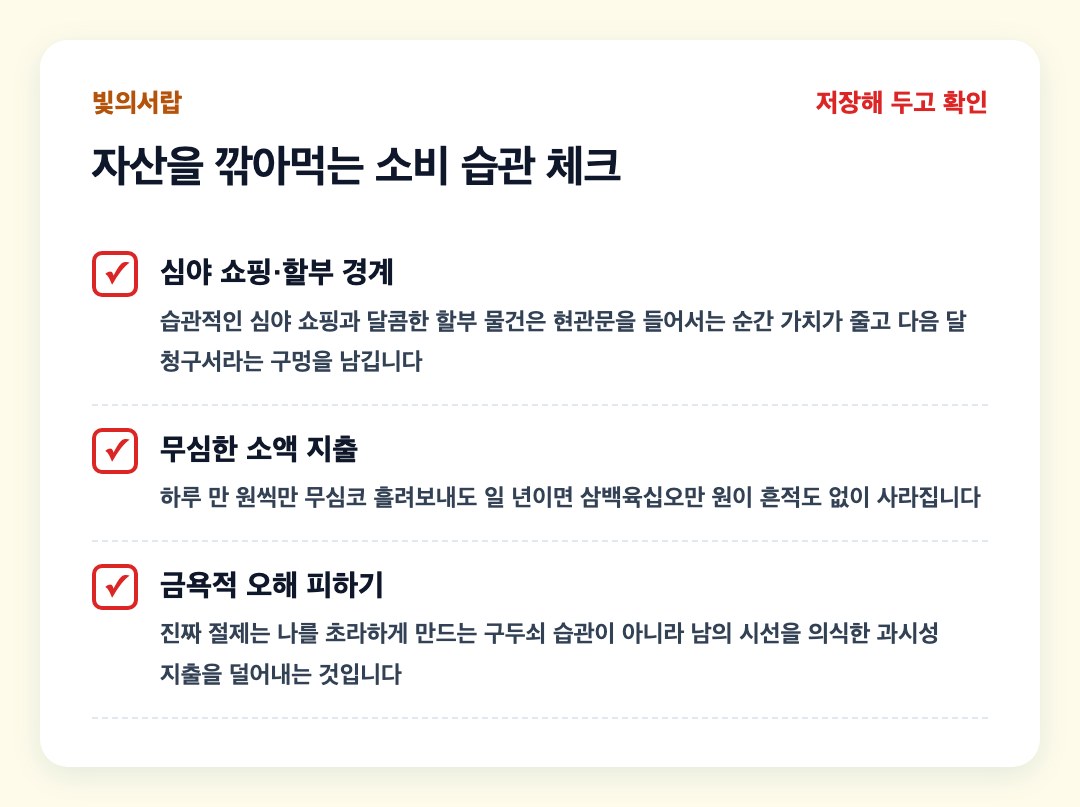 빛의서랍
저장해 두고 확인
자산을 깎아먹는 소비 습관 체크
심야 쇼핑·할부 경계
습관적인 심야 쇼핑과 달콤한 할부 물건은 현관문을 들어서는 순간 가치가 줄고 다음 달
청구서라는 구멍을 남깁니다
무심한 소액 지출
하루 만 원씩만 무심코 흘려보내도 일 년이면 삼백육십오만 원이 흔적도 없이 사라집니다
금욕적 오해 피하기
진짜 절제는 나를 초라하게 만드는 구두쇠 습관이 아니라 남의 시선을 의식한 과시성
지출을 덜어내는 것입니다